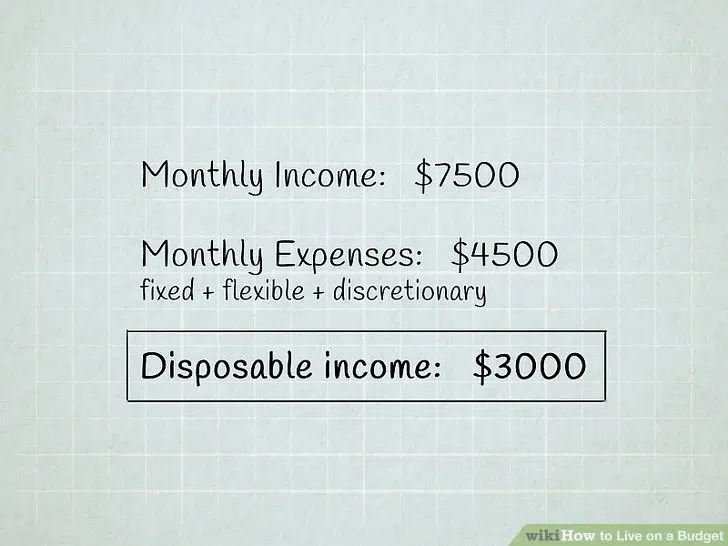 Monthly Income: $7500
Monthly Expenses: $4500
fixed + flexible + discretionary
Disposable income: $3000
wikiHow to Live on a Budget